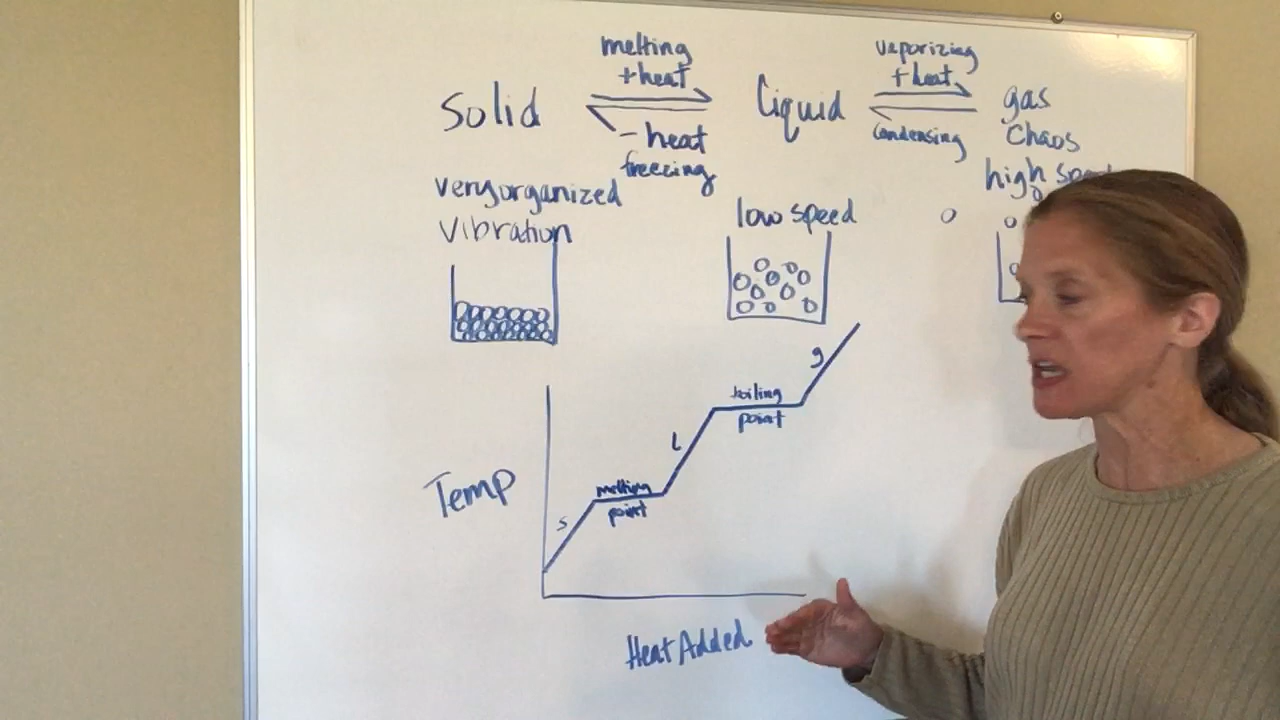 melting
+heat
Solid
-heat
freezing
Liquid
vaporizing
+heat
condensing
gas
Chaos
high
very organized
vibration
low speed
Temp
s
melting
point
l
boiling
point
g
Heat Added